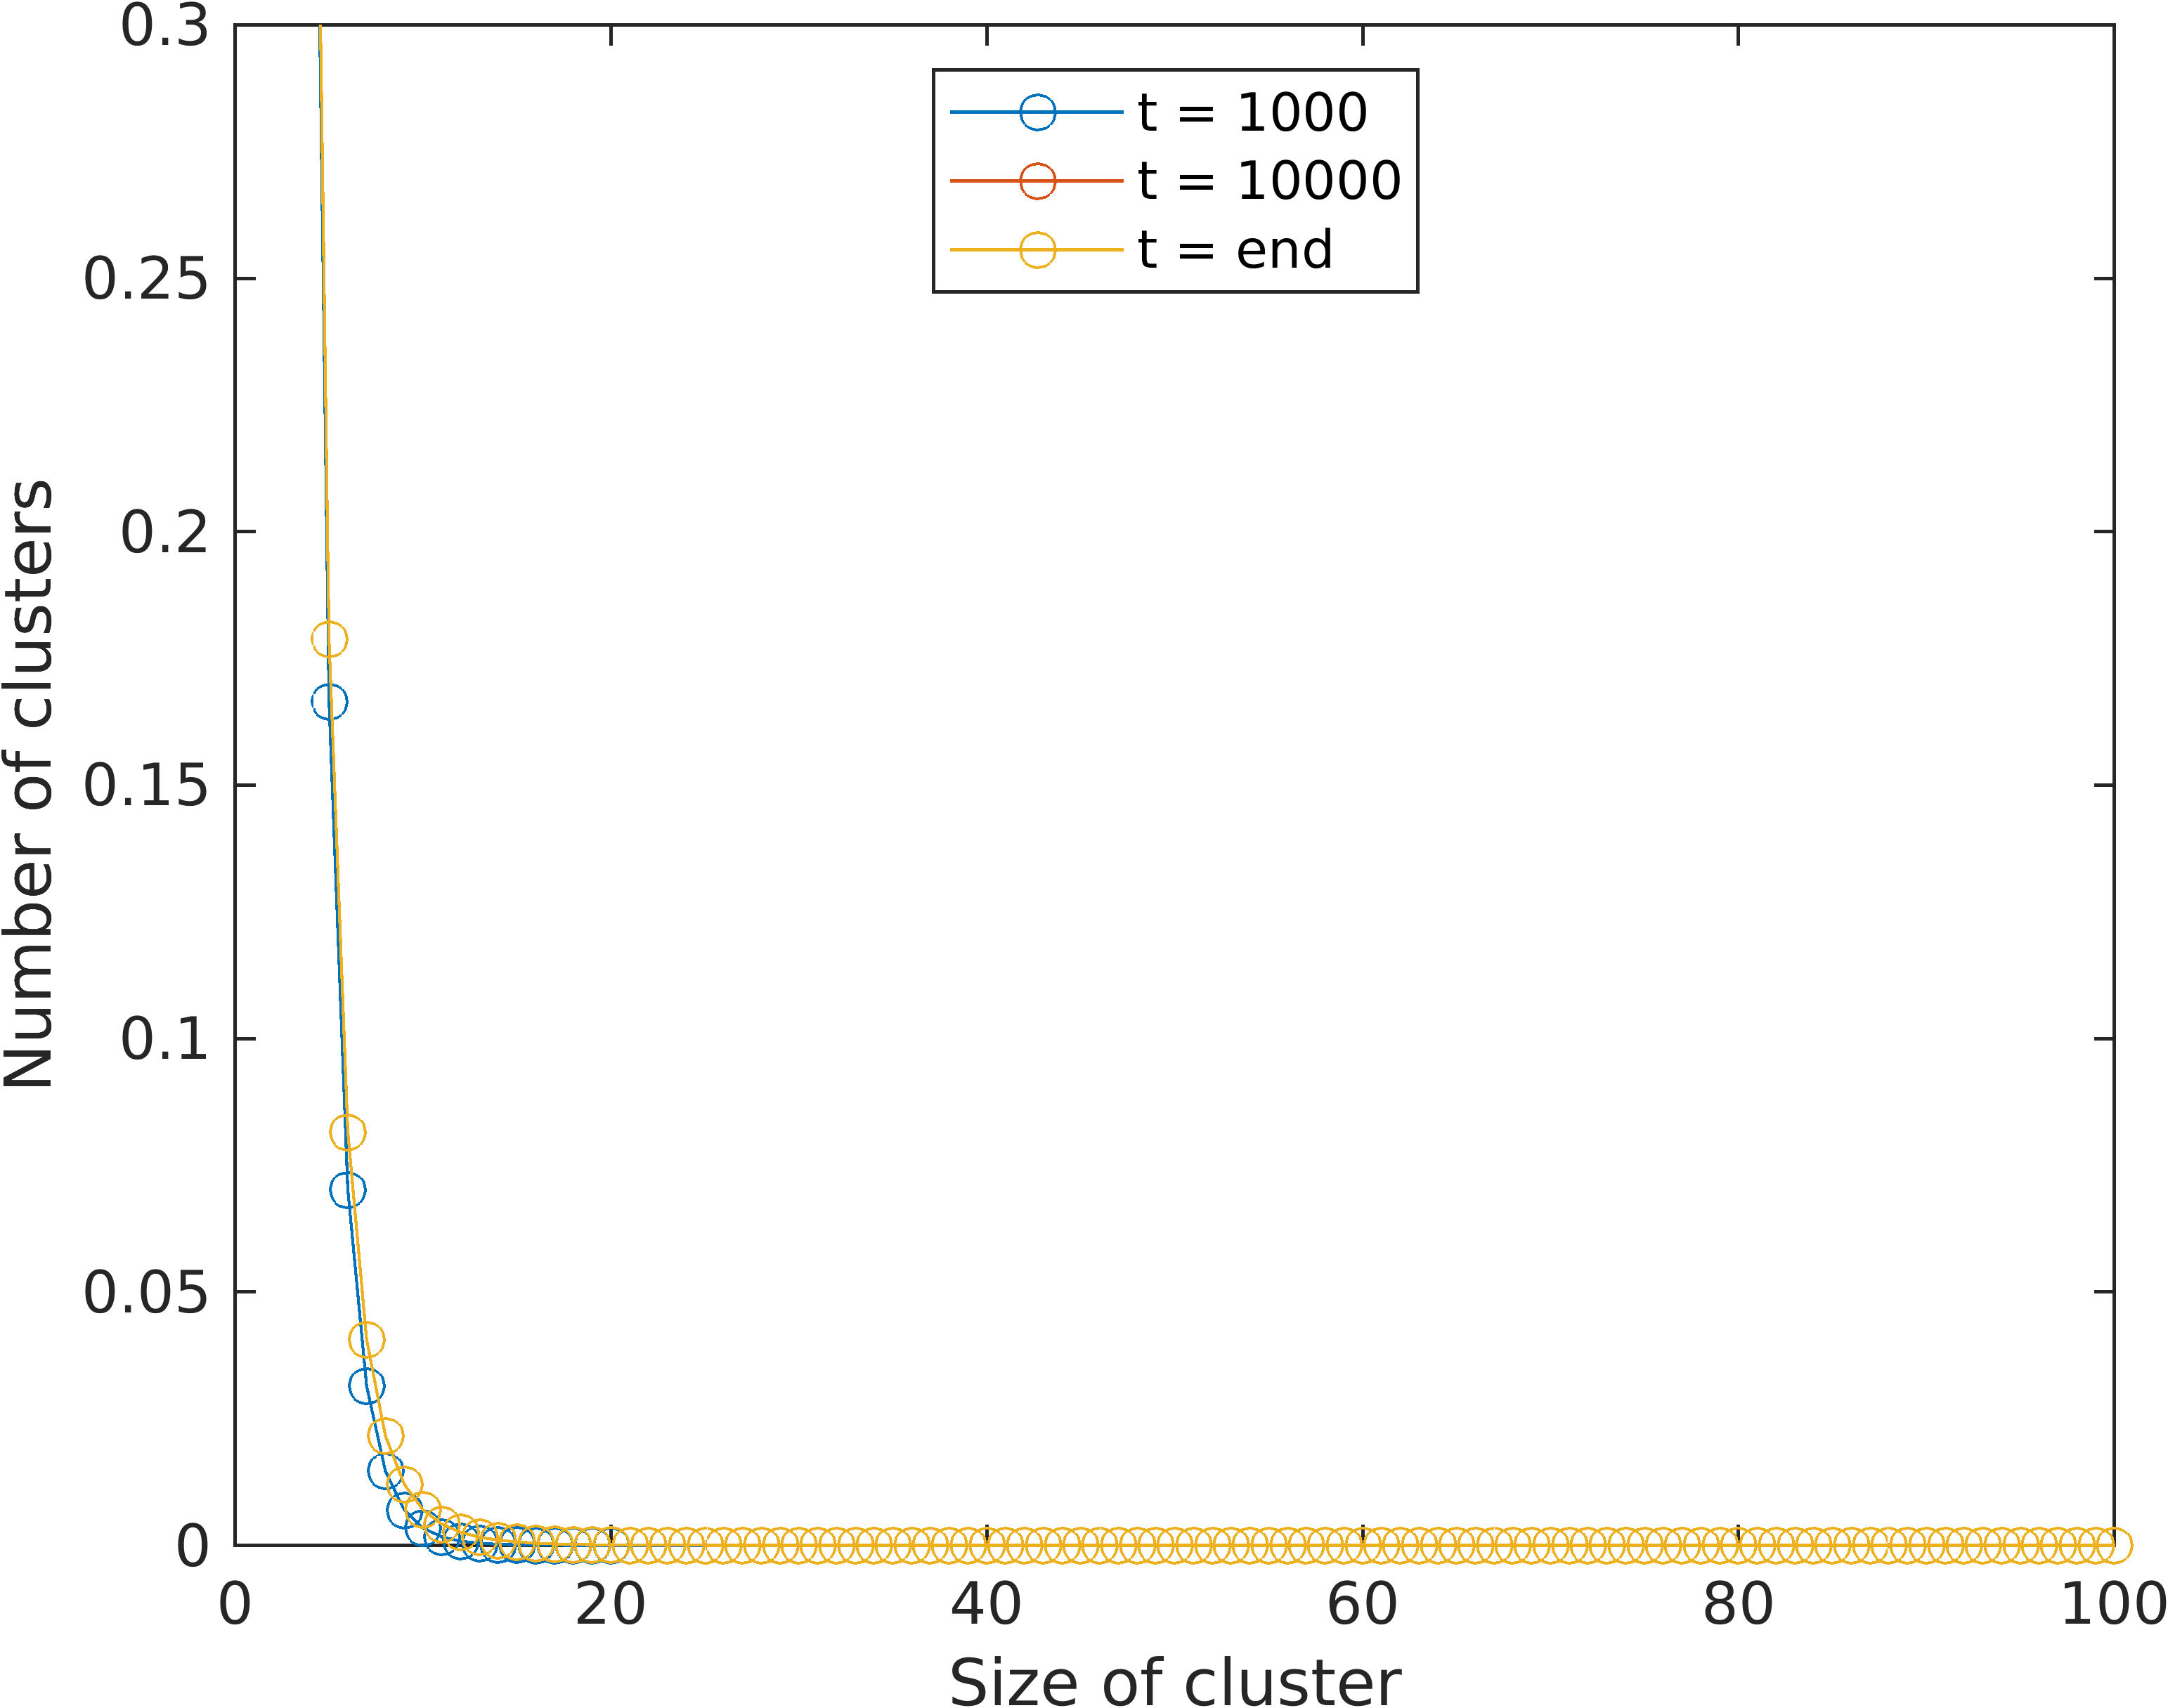 Number of clusters
0.3
0.25
0.2
0.15
0.1
0.05
0
t = 1000
t = 10000
t = end
0 20 40 60 80 100
Size of cluster